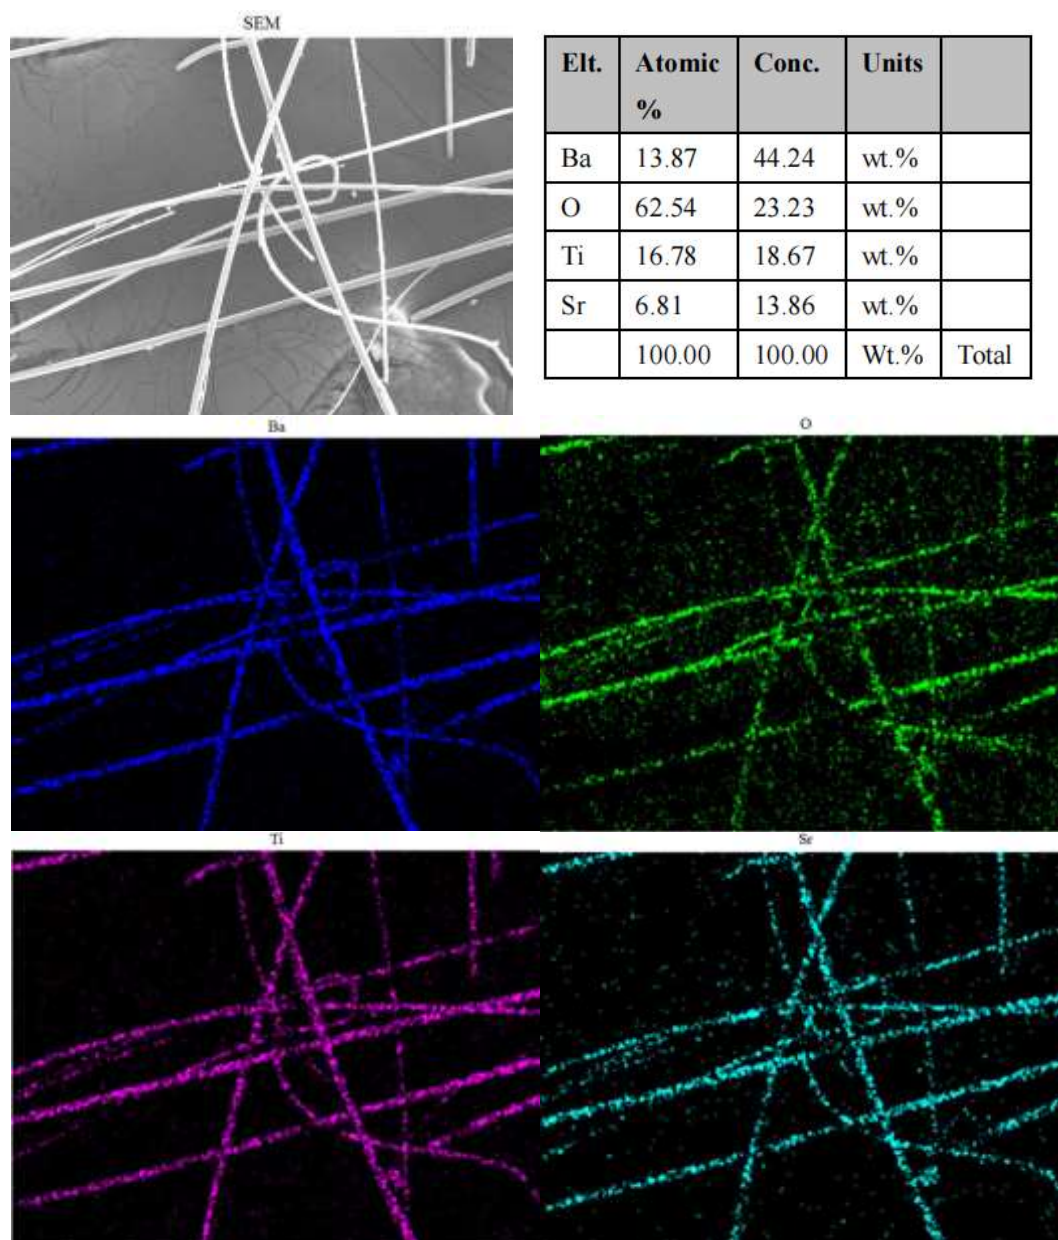 SEM
Elt. Atomic % Conc. Units
Ba 13.87 44.24 wt.%
O 62.54 23.23 wt.%
Ti 16.78 18.67 wt.%
Sr 6.81 13.86 wt.%
100.00 100.00 Wt.% Total
Ba O
Ti Sr